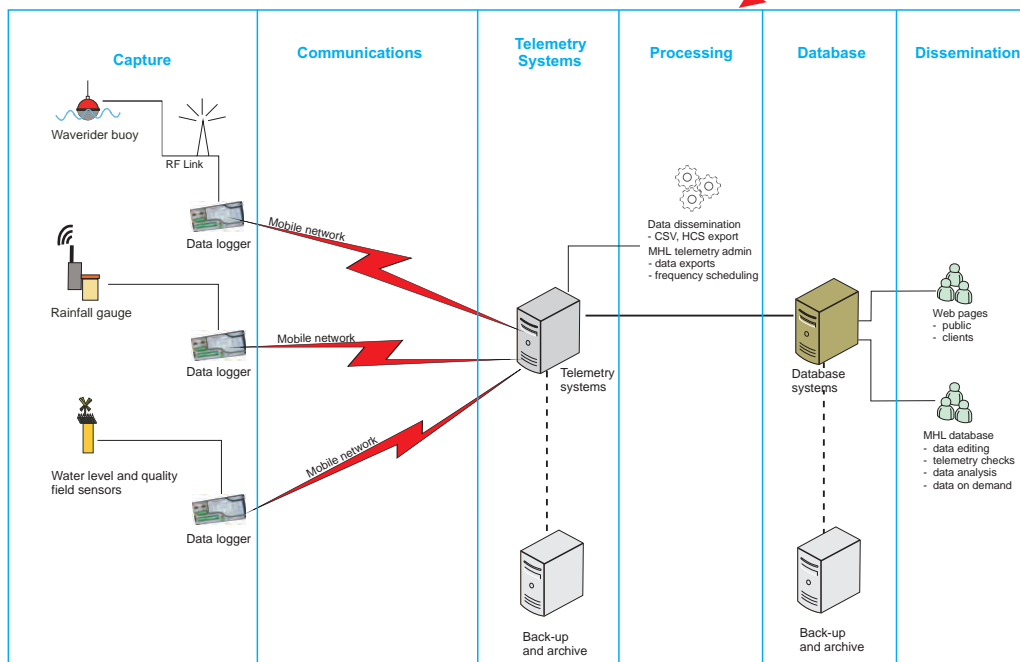 Capture
Communications
Telemetry
Systems
Processing
Database
Dissemination
Waverider buoy
RF Link
Data logger
Mobile network
Rainfall gauge
Data logger
Mobile network
Water level and quality
field sensors
Data logger
Mobile network
Telemetry
systems
Back-up
and archive
Data dissemination
- CSV, HCS export
MHL telemetry admin
- data exports
- frequency scheduling
Database
systems
Back-up
and archive
Web pages
- public
- clients
MHL database
- data editing
- telemetry checks
- data analysis
- data on demand